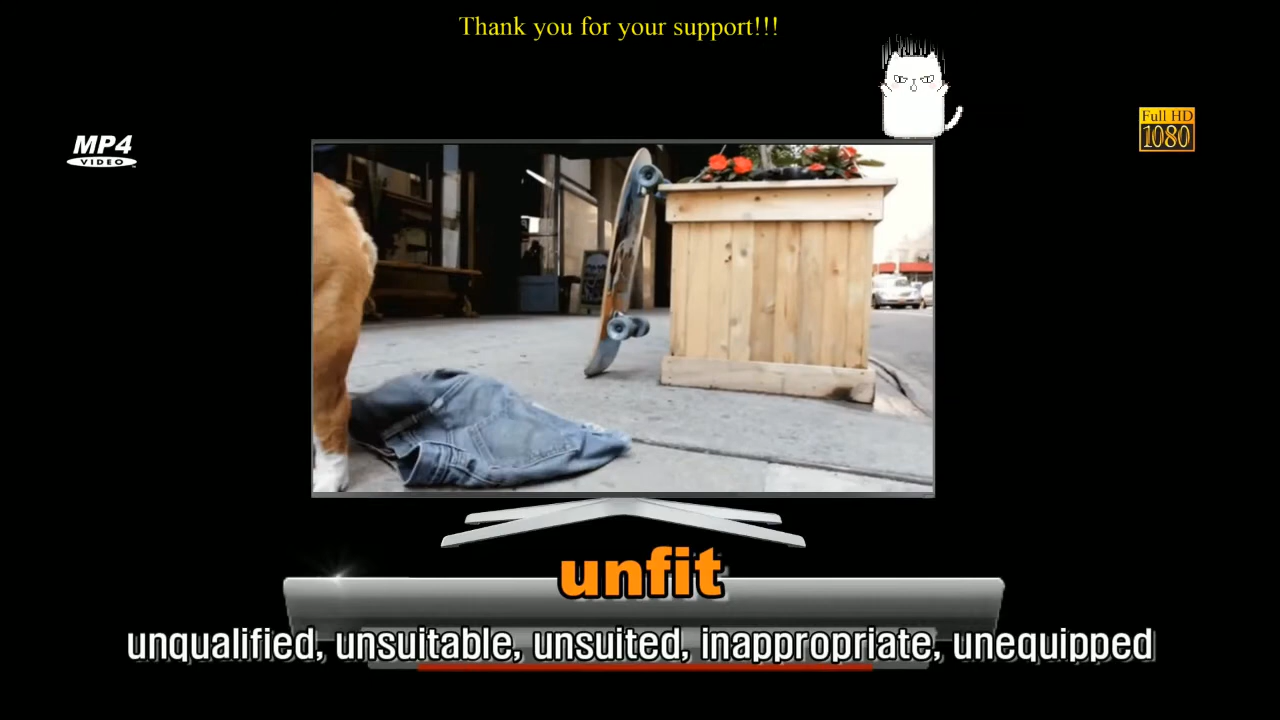 Thank you for your support!!!
MP4
VIDEO
Full HD
1080
unfit
unqualified, unsuitable, unsuited, inappropriate, unequipped